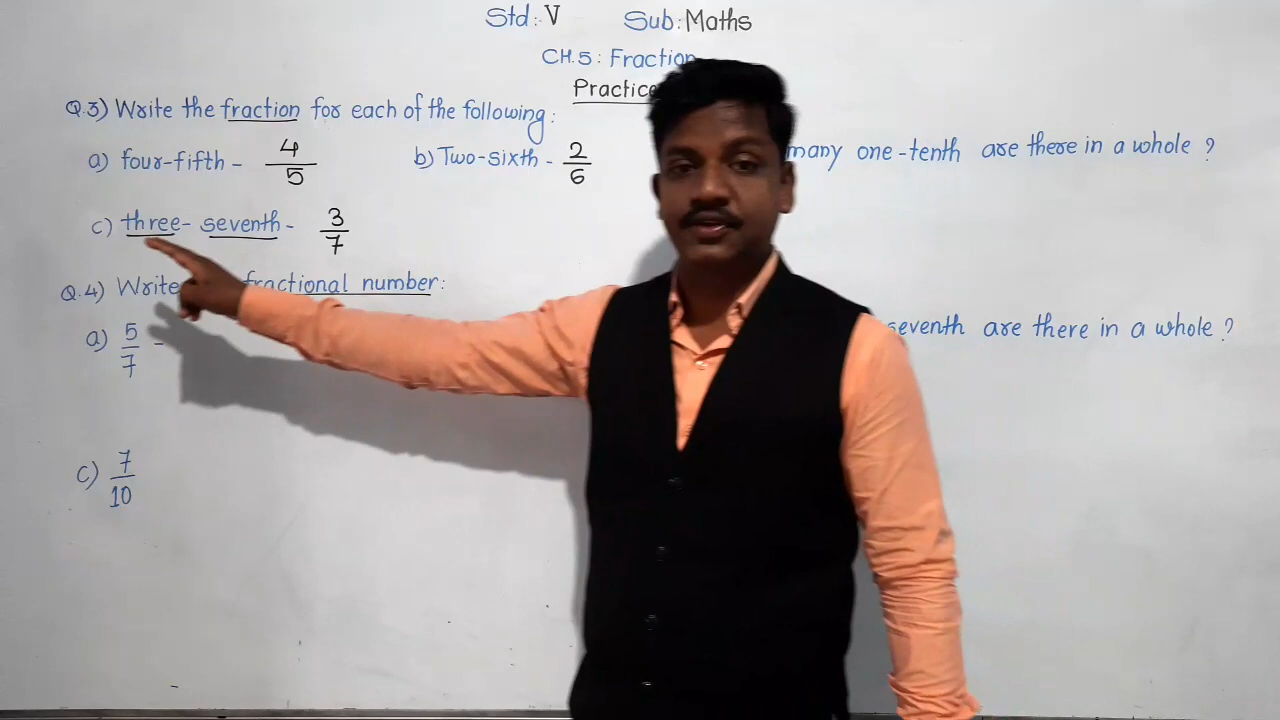 Std: V Sub: Maths
CH.5: Fraction
Practice
Q.3) Write the fraction for each of the following:
a) four-fifth - 4/5 b) Two-sixth - 2/6
many one-tenth are there in a whole ?
c) three- seventh - 3/7
Q.4) Write fractional number:
a) 5/7 -
seventh are there in a whole ?
c) 7/10